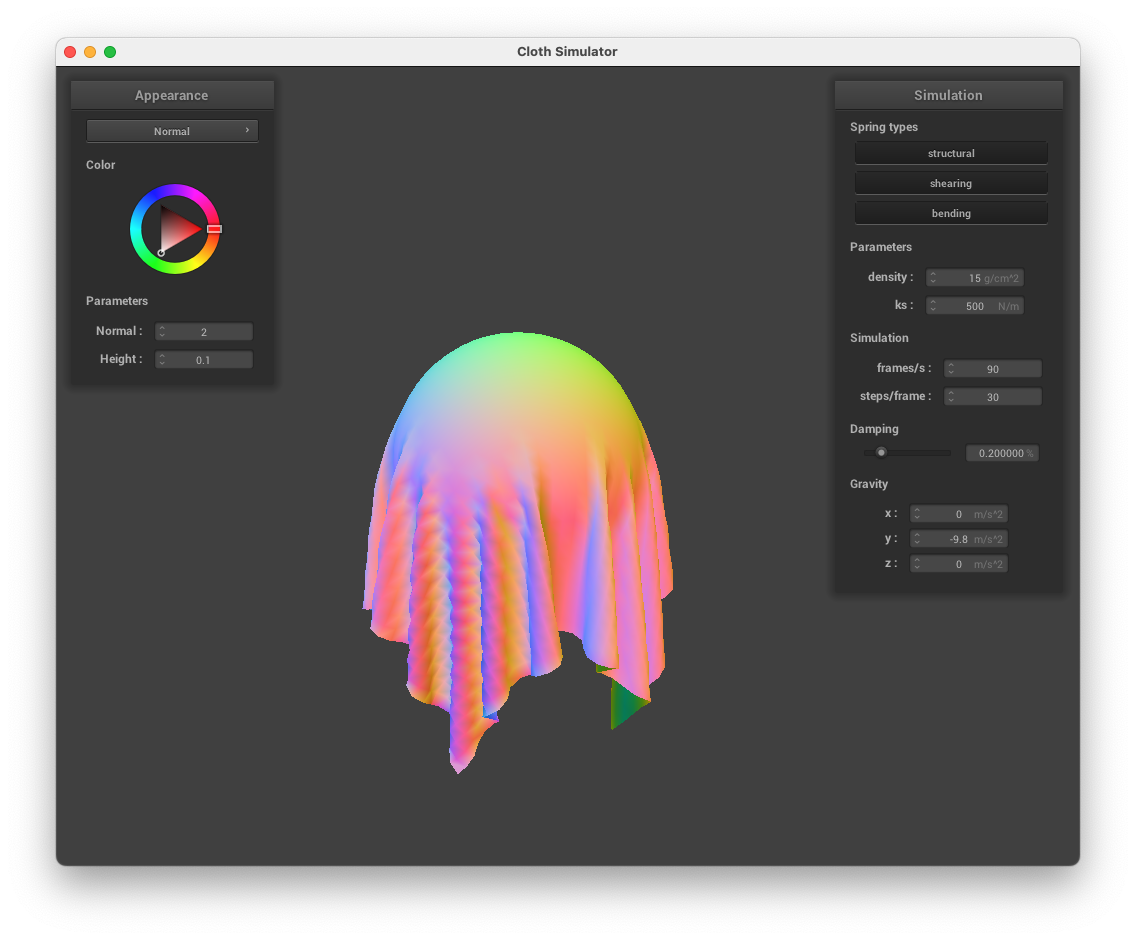 Cloth Simulator
Appearance
Normal
Color
Parameters
Normal : 2
Height : 0.1
Simulation
Spring types
structural
shearing
bending
Parameters
density : 15 g/cm^2
ks : 500 N/m
Simulation
frames/s : 90
steps/frame : 30
Damping
0.200000 %
Gravity
x : 0 m/s^2
y : -9.8 m/s^2
z : 0 m/s^2